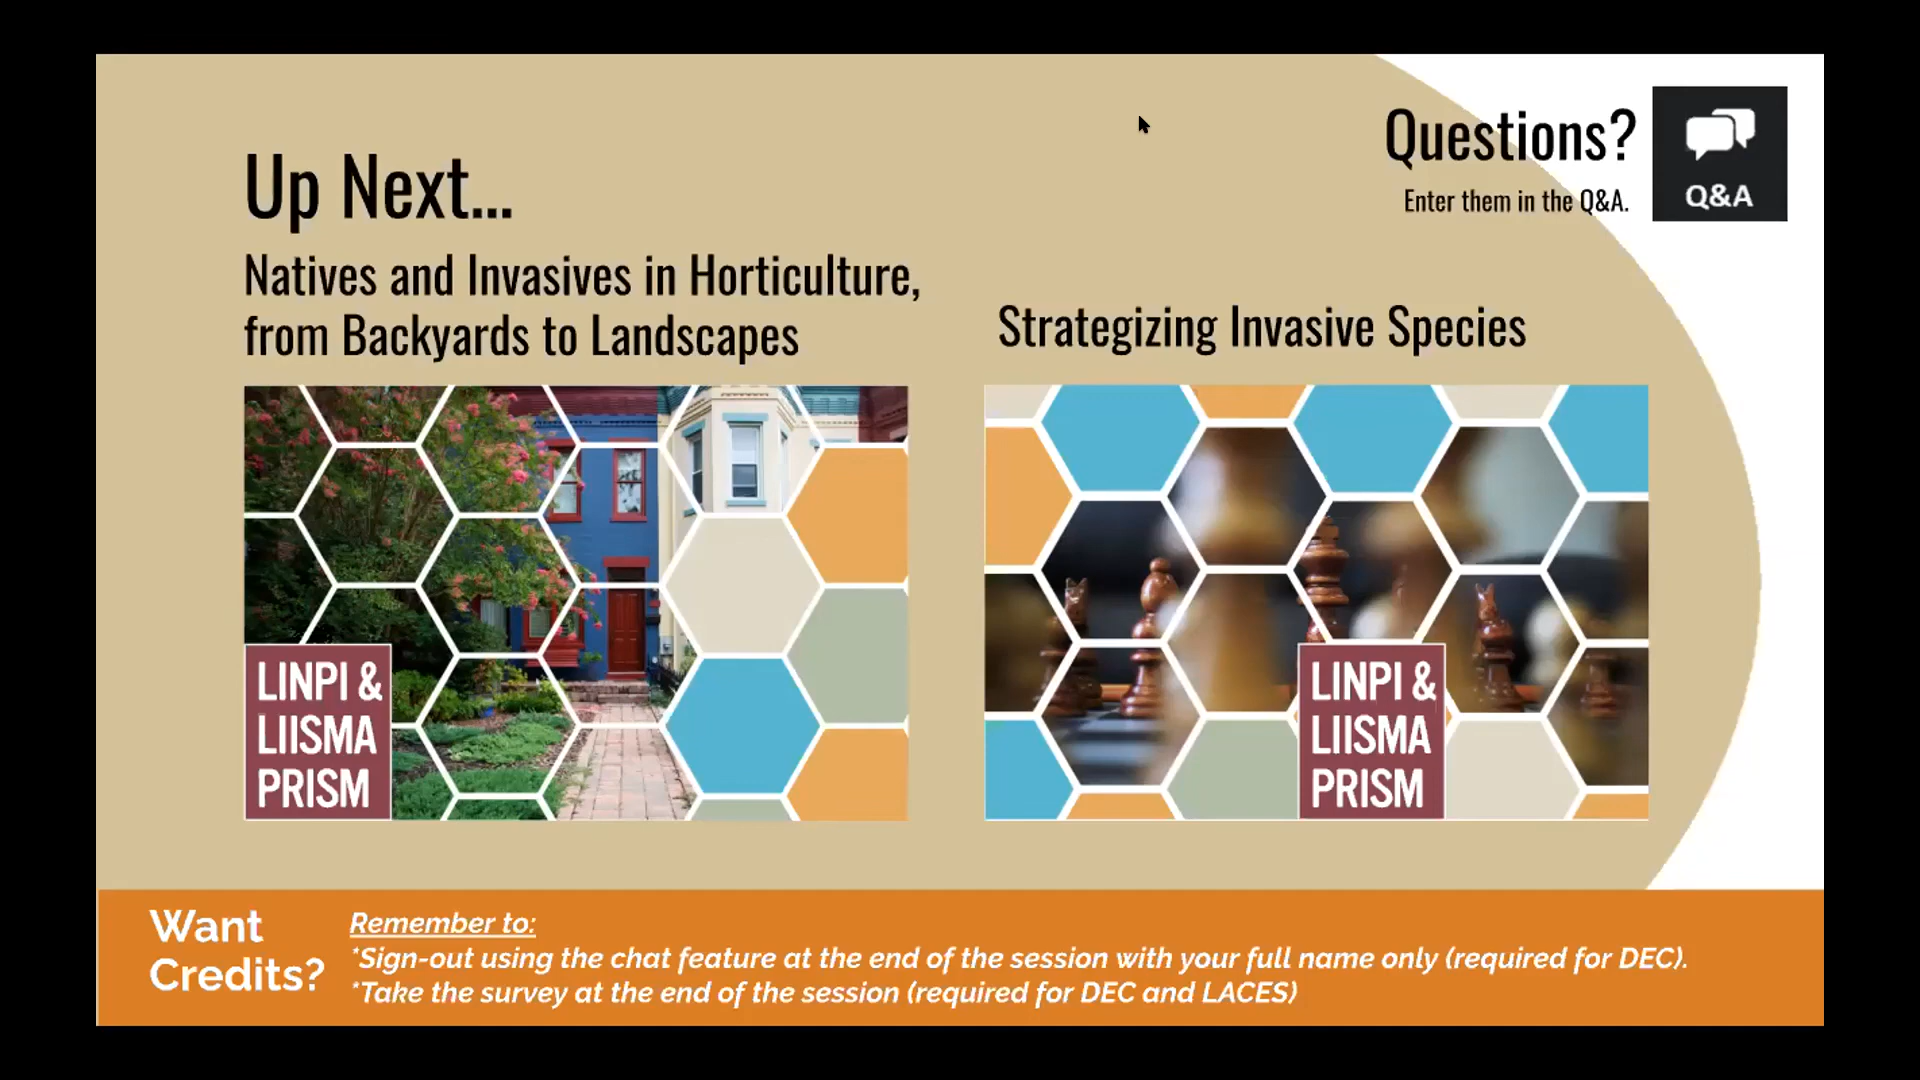 Questions?
Enter them in the Q&A.
Q&A
Up Next...
Natives and Invasives in Horticulture,
from Backyards to Landscapes
Strategizing Invasive Species
LINPI &
LIISMA
PRISM
LINPI &
LIISMA
PRISM
Want
Credits?
Remember to:
*Sign-out using the chat feature at the end of the session with your full name only (required for DEC).
*Take the survey at the end of the session (required for DEC and LACES)